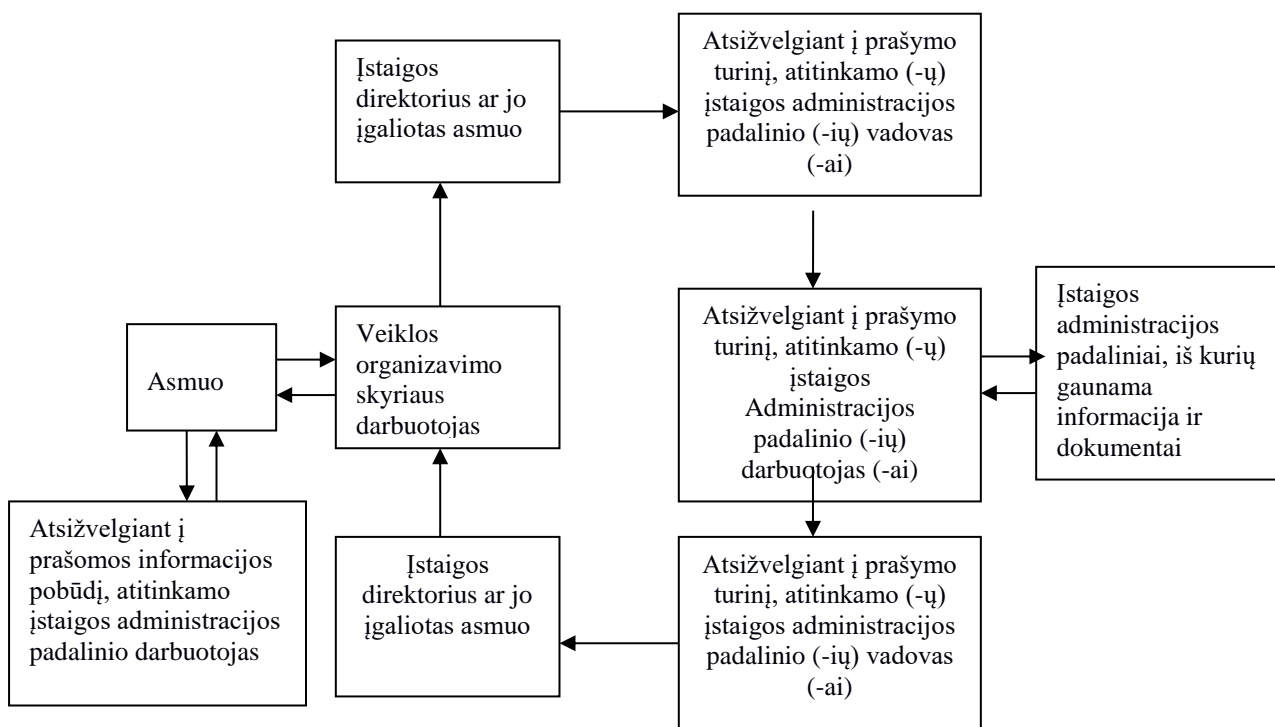 Įstaigos
direktorius ar jo
įgaliotas asmuo
Atsižvelgiant į prašymo
turinį, atitinkamo (-ų)
įstaigos administracijos
padalinio (-ių) vadovas
(-ai)
Asmuo
Veiklos
organizavimo
skyriaus
darbuotojas
Atsižvelgiant į prašymo
turinį, atitinkamo (-ų)
įstaigos
Administracijos
padalinio (-ių)
darbuotojas (-ai)
Įstaigos
administracijos
padaliniai, iš kurių
gaunama
informacija ir
dokumentai
Atsižvelgiant į
prašomos informacijos
pobūdį, atitinkamo
įstaigos administracijos
padalinio darbuotojas
Įstaigos
direktorius ar jo
įgaliotas asmuo
Atsižvelgiant į prašymo
turinį, atitinkamo (-ų)
įstaigos administracijos
padalinio (-ių) vadovas
(-ai)